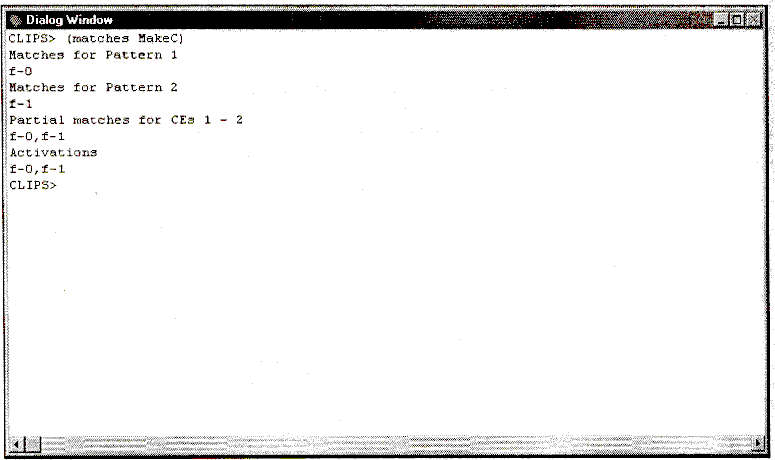 Dialog Window
CLIPS> (matches MakeC)
Matches for Pattern 1
f-0
Matches for Pattern 2
f-1
Partial matches for CEs 1 - 2
f-0,f-1
Activations
f-0,f-1
CLIPS>